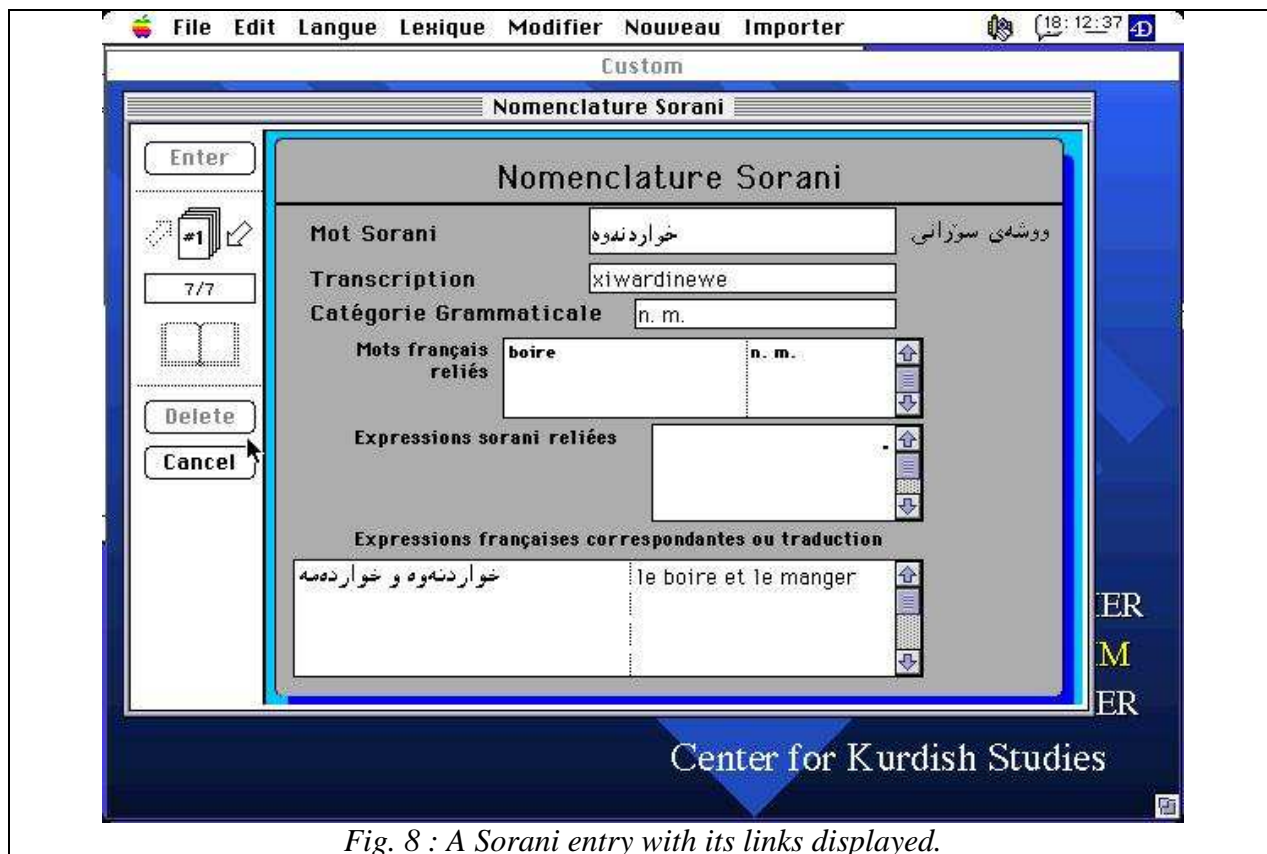 File Edit Langue Lexique Modifier Nouveau Importer 18:12:37 4D
Custom
Nomenclature Sorani
Enter
Nomenclature Sorani
#1
Mot Sorani خواردنەوە ووشەی سۆرانی
Transcription xiwardinewe
7/7
Catégorie Grammaticale n. m.
Mots français reliés boire n. m.
Delete
Expressions sorani reliées .
Cancel
Expressions françaises correspondantes ou traduction
خواردنەوە و خواردەمە le boire et le manger
ER
M
ER
Center for Kurdish Studies
Fig. 8 : A Sorani entry with its links displayed.